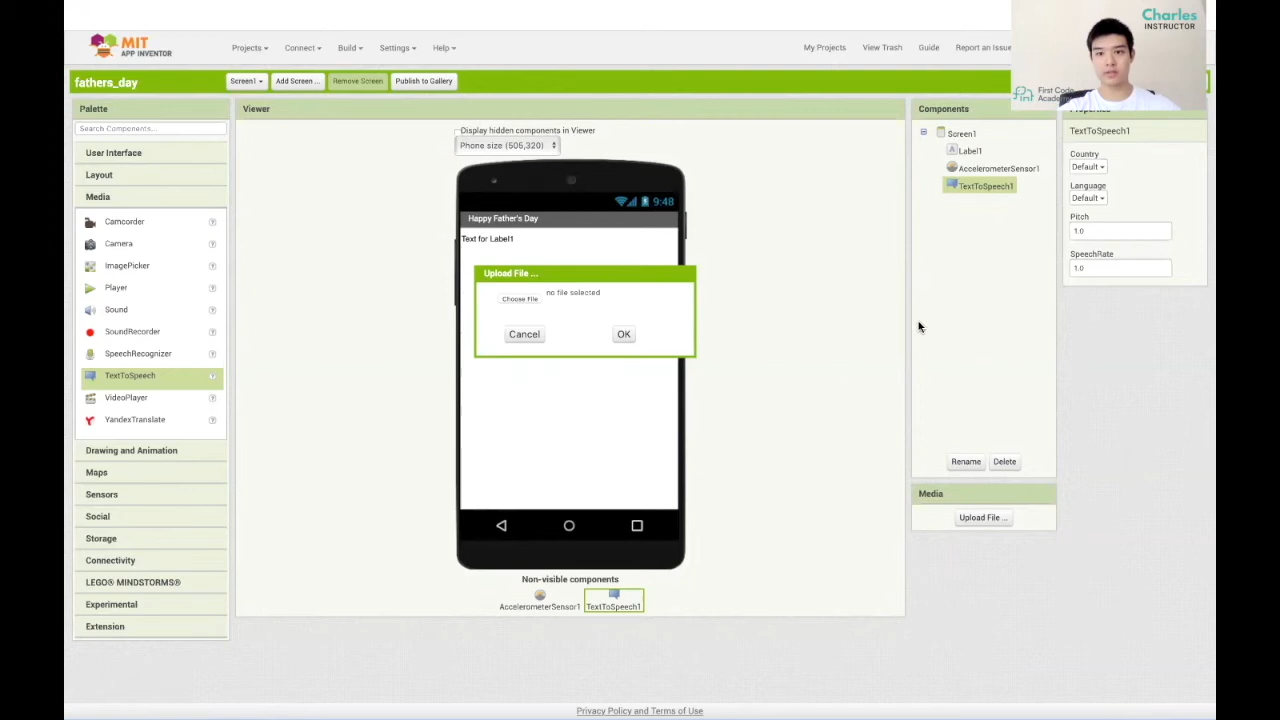 Charles
INSTRUCTOR
First Code
Academy
MIT
APP INVENTOR
Projects
Connect
Build
Settings
Help
My Projects
View Trash
Guide
Report an Issue
fathers_day
Screen1
Add Screen ...
Remove Screen
Publish to Gallery
Palette
Search Components...
User Interface
Layout
Media
Camcorder
Camera
ImagePicker
Player
Sound
SoundRecorder
SpeechRecognizer
TextToSpeech
VideoPlayer
YandexTranslate
Drawing and Animation
Maps
Sensors
Social
Storage
Connectivity
LEGO® MINDSTORMS®
Experimental
Extension
Viewer
Display hidden components in Viewer
Phone size (505,320)
9:48
Happy Father's Day
Text for Label1
Upload File ...
Choose File
no file selected
Cancel
OK
Non-visible components
AccelerometerSensor1
TextToSpeech1
Components
Screen1
Label1
AccelerometerSensor1
TextToSpeech1
Rename
Delete
Media
Upload File ...
TextToSpeech1
Country
Default
Language
Default
Pitch
1.0
SpeechRate
1.0
Privacy Policy and Terms of Use